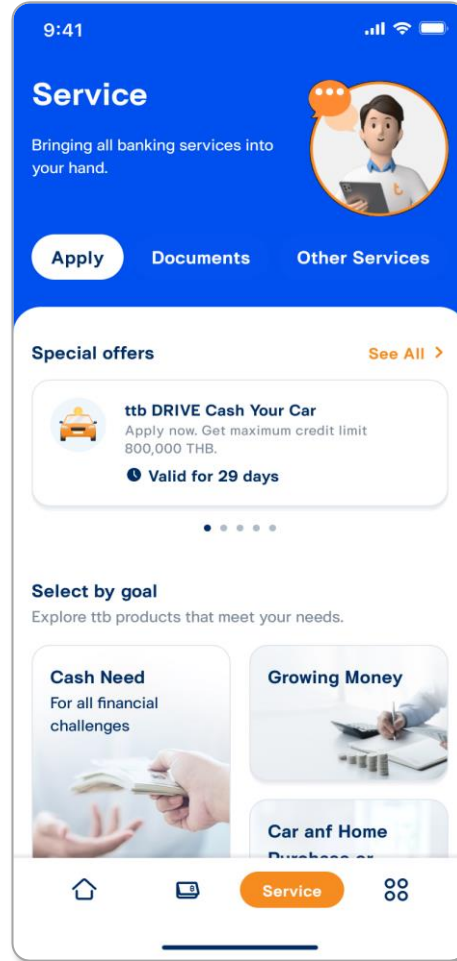 9:41
Service
Bringing all banking services into
your hand.
Apply
Documents
Other Services
Special offers
See All >
ttb DRIVE Cash Your Car
Apply now. Get maximum credit limit
800,000 THB.
Valid for 29 days
Select by goal
Explore ttb products that meet your needs.
Cash Need
For all financial
challenges
Growing Money
Car anf Home
Purchase or
Service